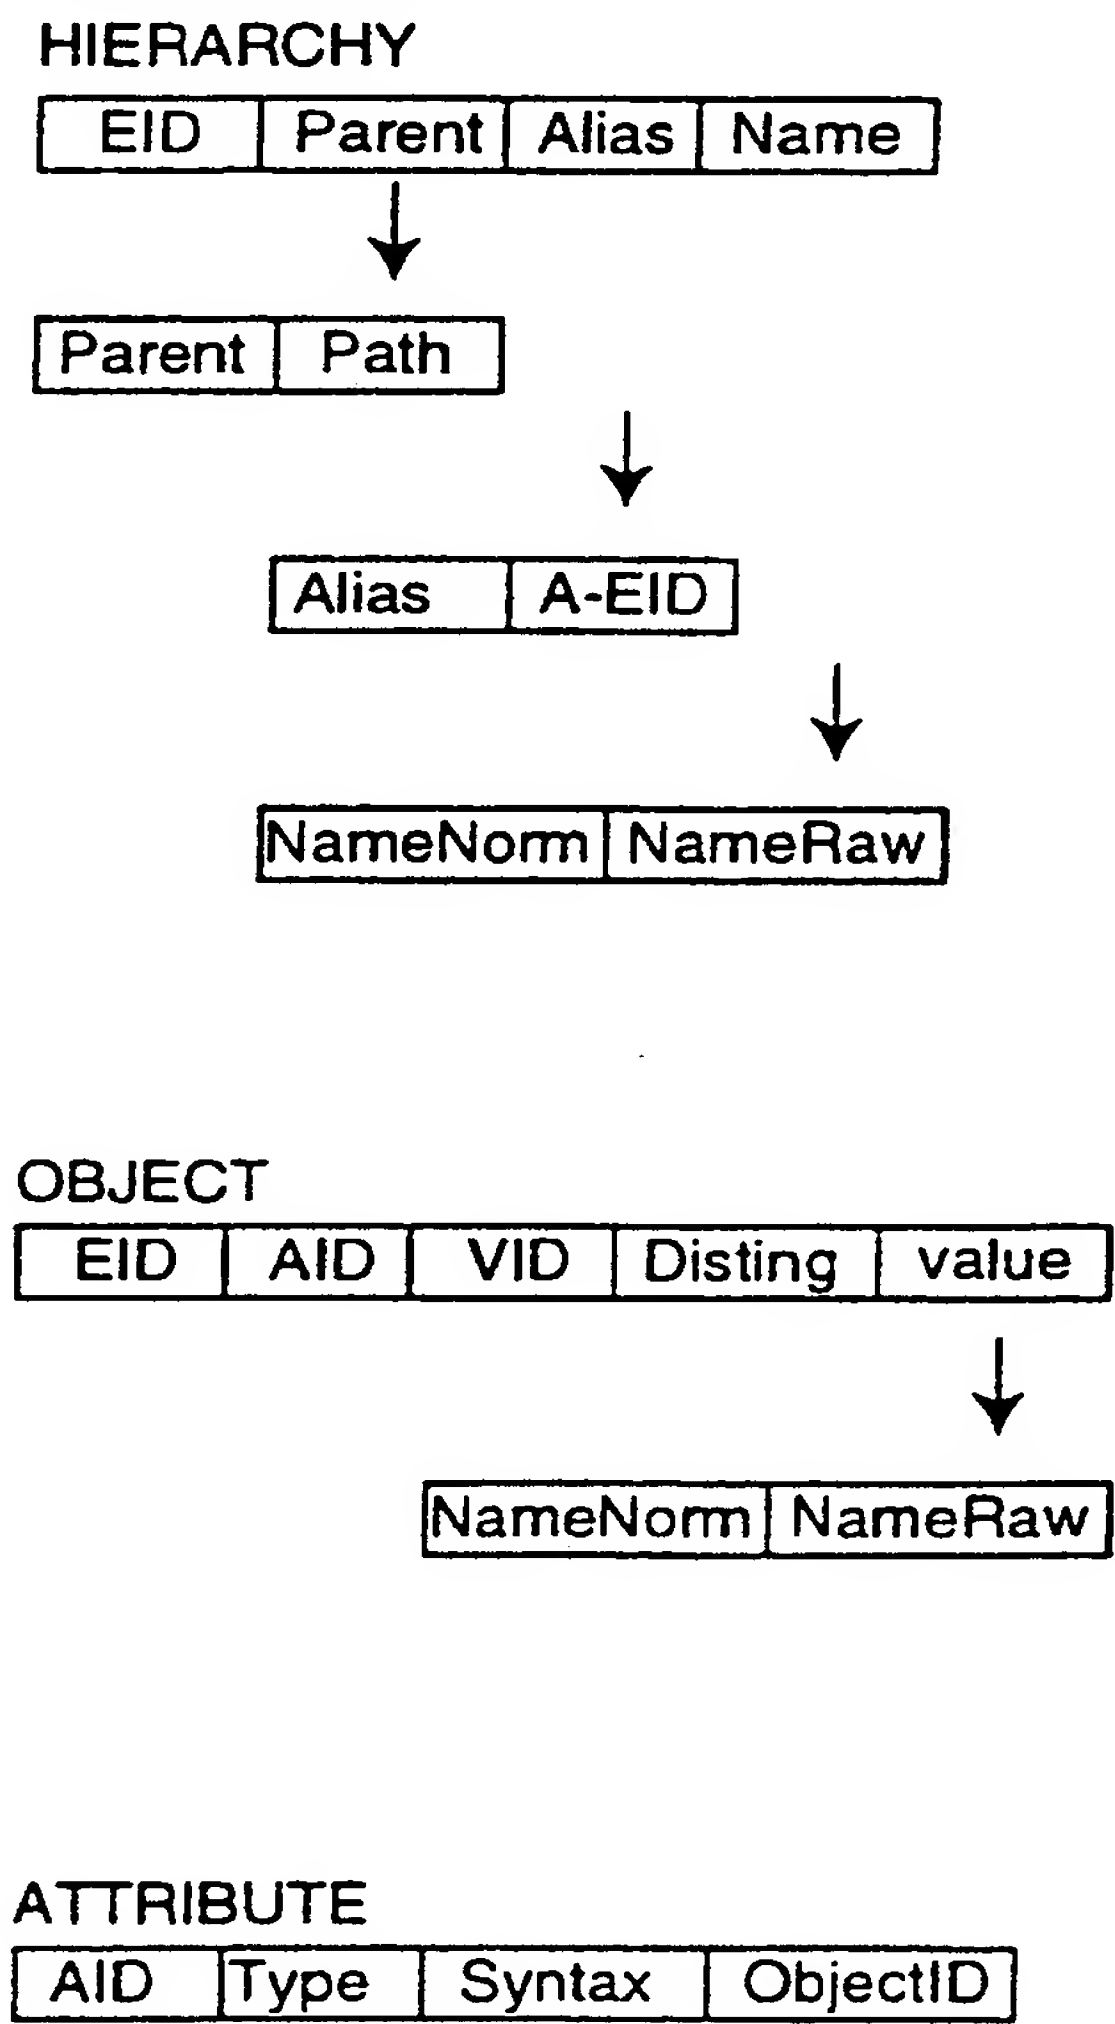 HIERARCHY
EID Parent Alias Name
Parent Path
Alias A-EID
NameNorm NameRaw
OBJECT
EID AID VID Disting value
NameNorm NameRaw
ATTRIBUTE
AID Type Syntax ObjectID